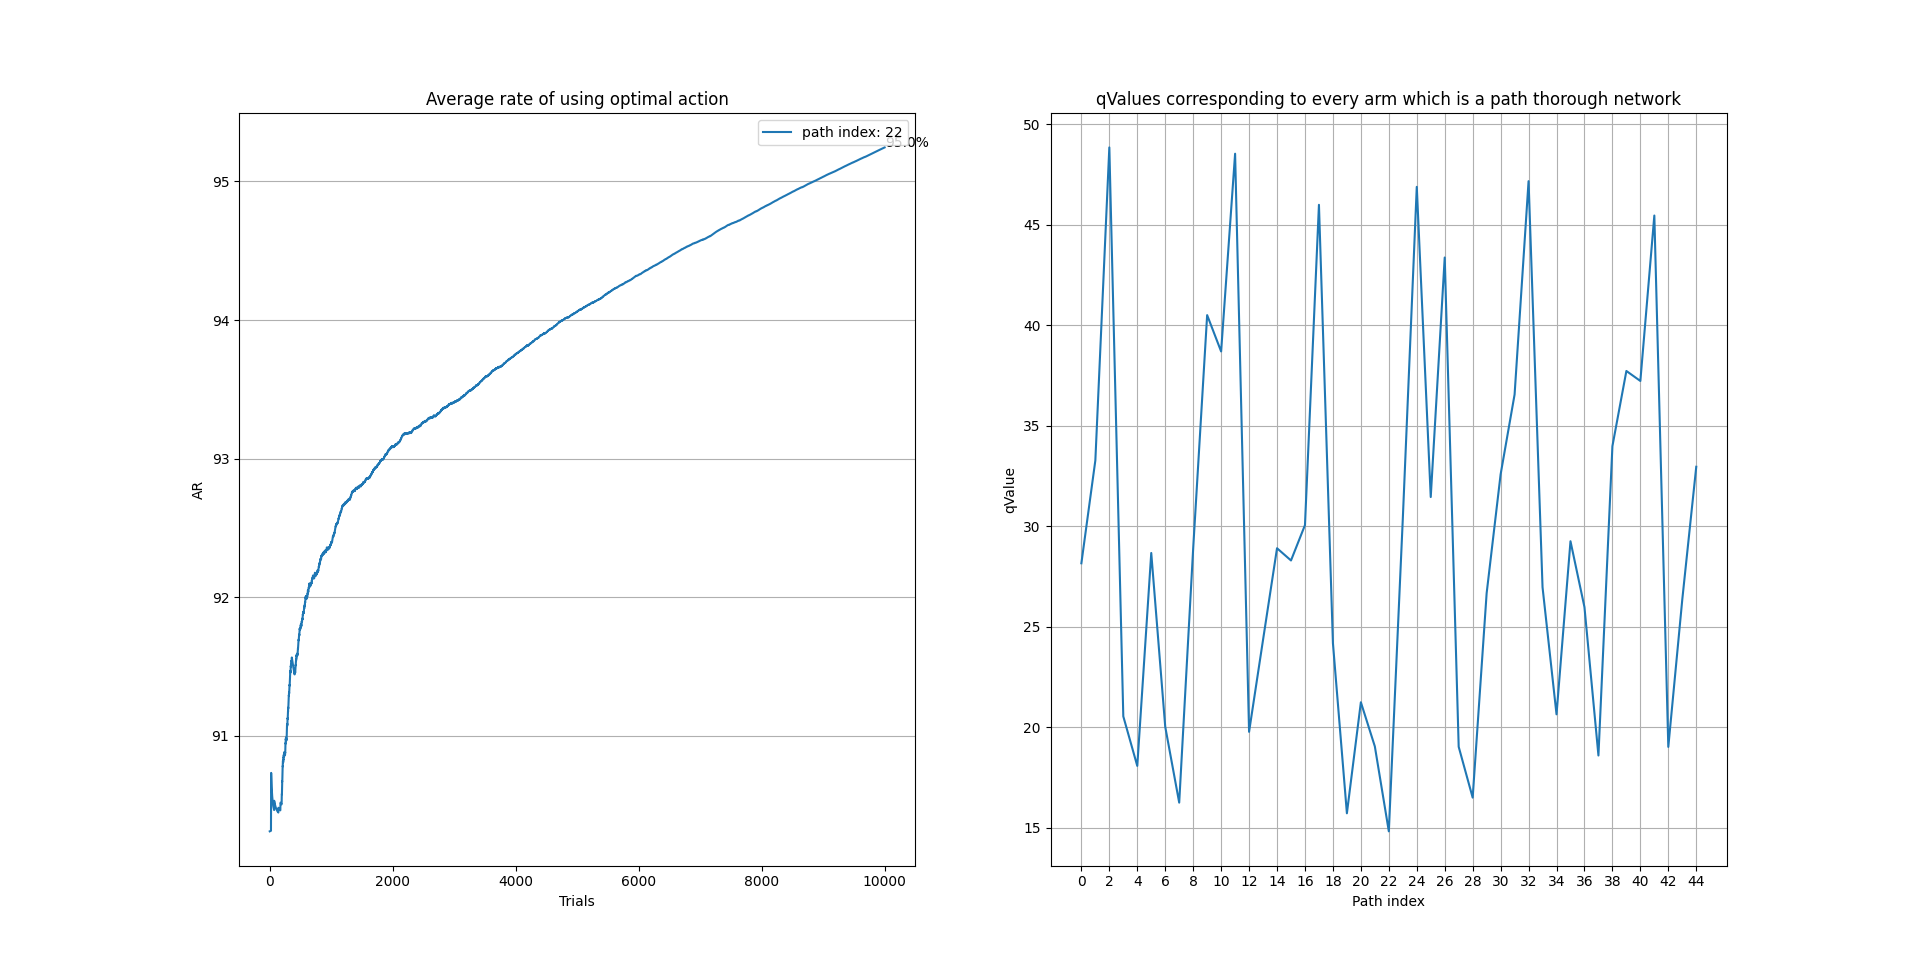 Average rate of using optimal action
path index: 22
95.0%
95
94
93
92
91
AR
0 2000 4000 6000 8000 10000
Trials
qValues corresponding to every arm which is a path thorough network
50
45
40
35
30
25
20
15
qValue
0 2 4 6 8 10 12 14 16 18 20 22 24 26 28 30 32 34 36 38 40 42 44
Path index